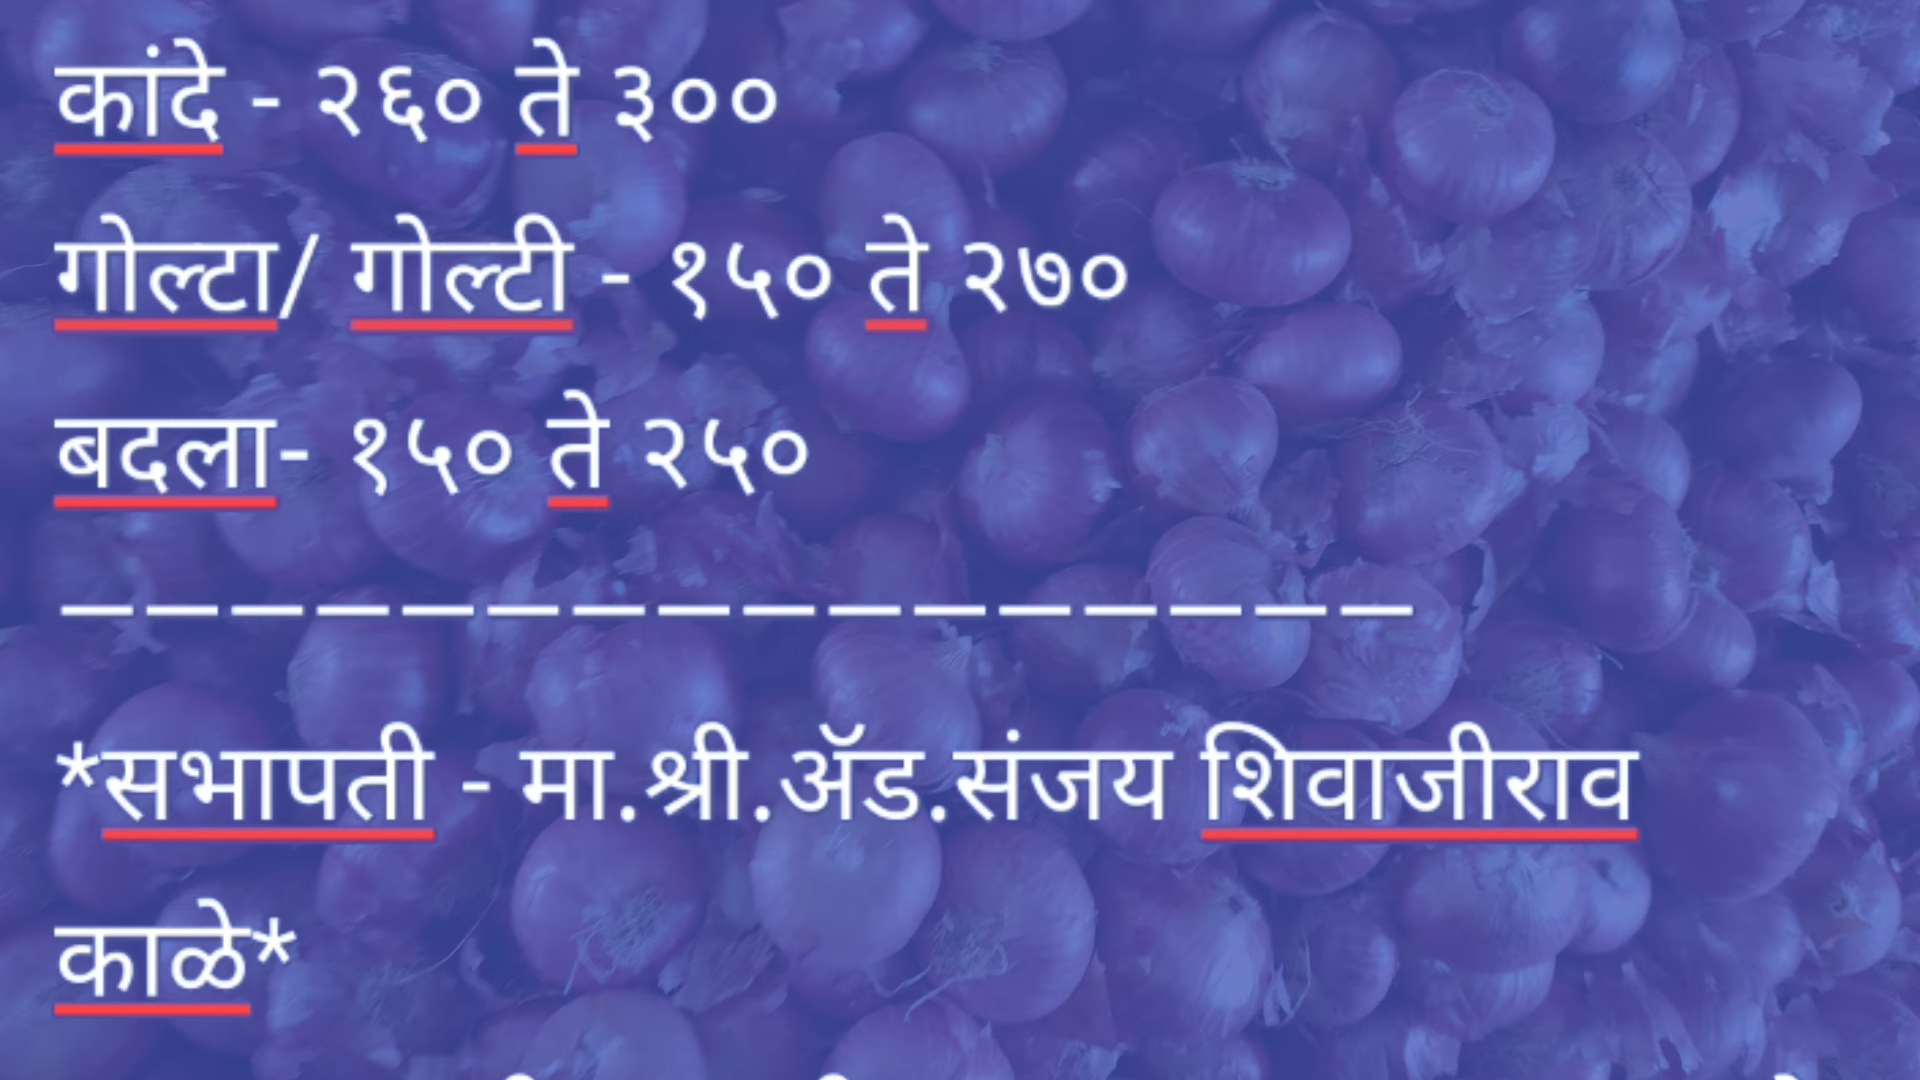 कांदे - २६० ते ३००
गोल्टा/ गोल्टी - १५० ते २७०
बदला- १५० ते २५०
_ _ _ _ _ _ _ _ _ _ _ _ _ _ _ _
*सभापती - मा.श्री.ॲड.संजय शिवाजीराव
काळे*